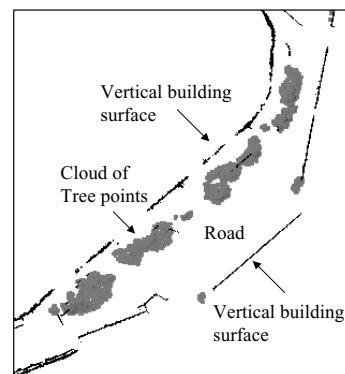 Vertical building
surface
Cloud of
Tree points
Road
Vertical building
surface